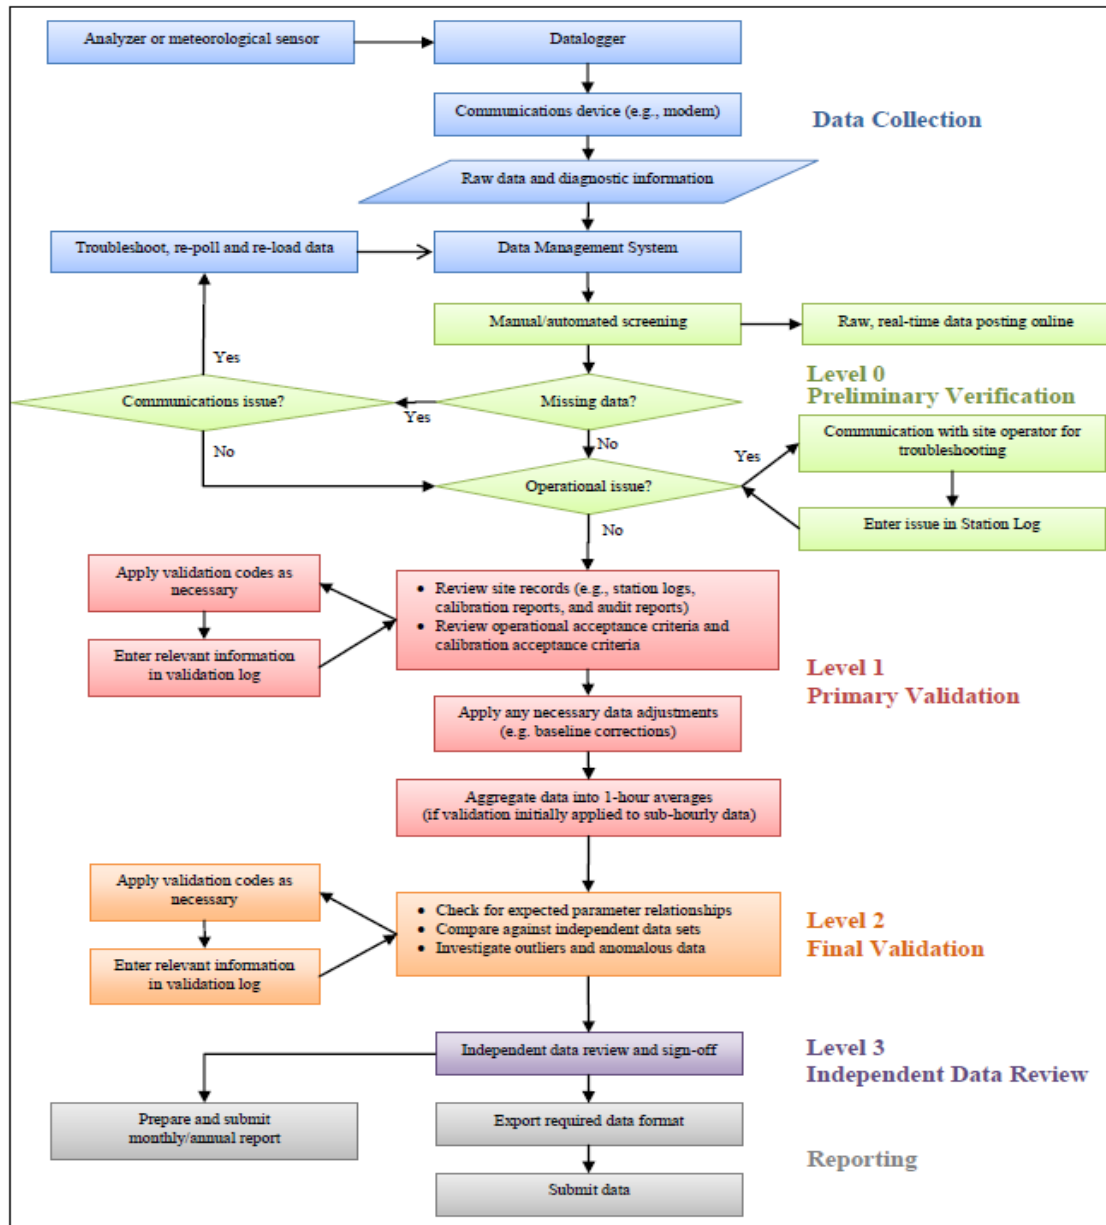 Analyzer or meteorological sensor
Datalogger
Communications device (e.g., modem)
Data Collection
Raw data and diagnostic information
Troubleshoot, re-poll and re-load data
Data Management System
Manual/automated screening
Raw, real-time data posting online
Yes
Level 0
Preliminary Verification
Communications issue?
Yes
Missing data?
No
No
Yes
Communication with site operator for
troubleshooting
Operational issue?
Enter issue in Station Log
No
Apply validation codes as
necessary
Enter relevant information
in validation log
• Review site records (e.g., station logs,
calibration reports, and audit reports)
• Review operational acceptance criteria and
calibration acceptance criteria
Level 1
Primary Validation
Apply any necessary data adjustments
(e.g. baseline corrections)
Aggregate data into 1-hour averages
(if validation initially applied to sub-hourly data)
Apply validation codes as
necessary
Enter relevant information
in validation log
• Check for expected parameter relationships
• Compare against independent data sets
• Investigate outliers and anomalous data
Level 2
Final Validation
Independent data review and sign-off
Level 3
Independent Data Review
Prepare and submit
monthly/annual report
Export required data format
Reporting
Submit data